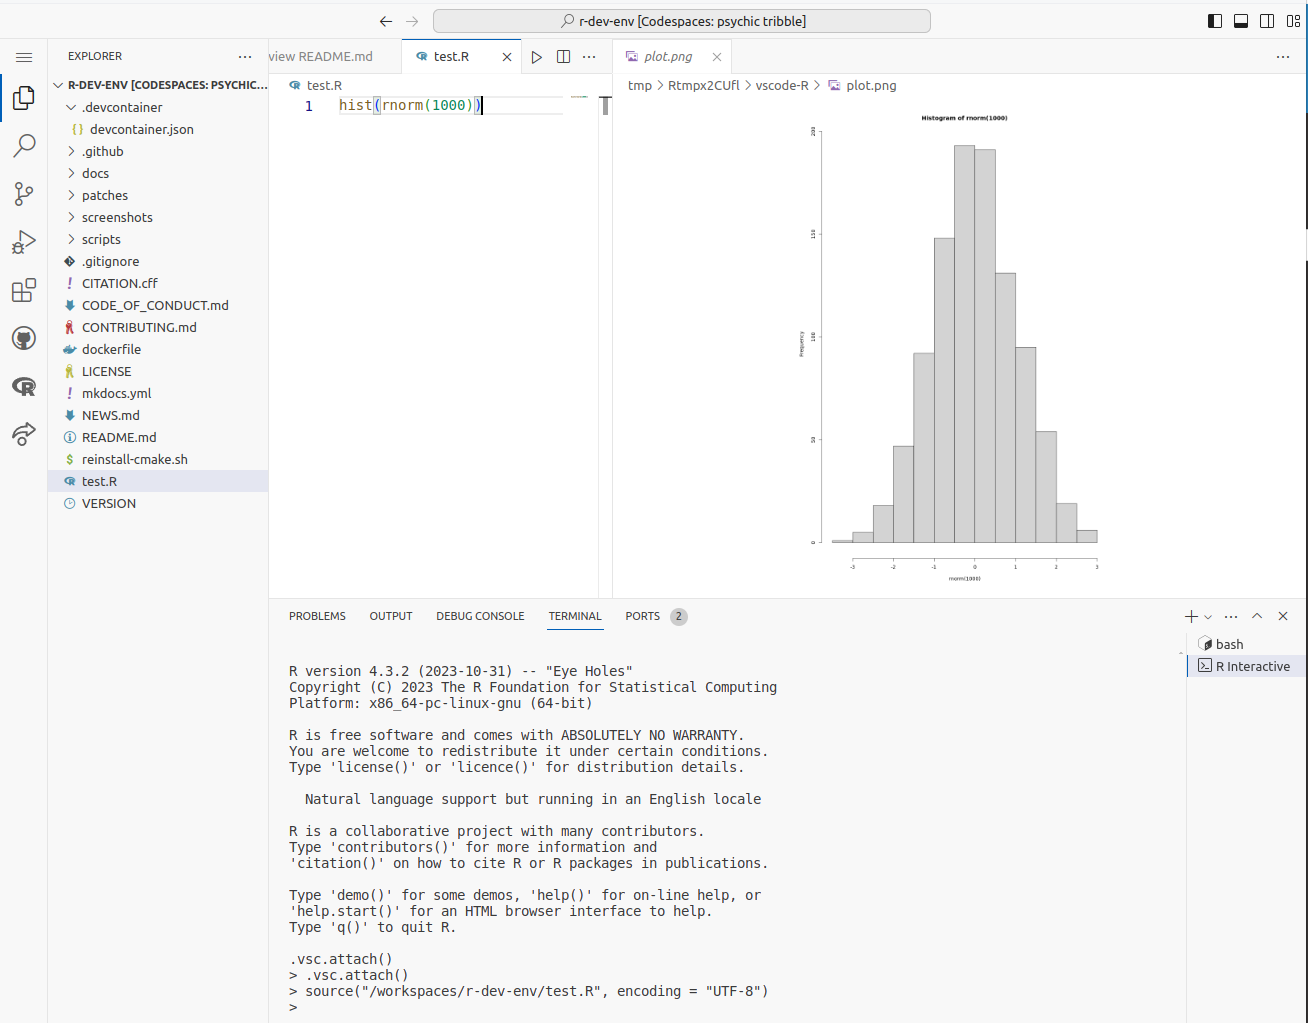 r-dev-env [Codespaces: psychic tribble]
EXPLORER
R-DEV-ENV [CODESPACES: PSYCHIC...
.devcontainer
{} devcontainer.json
.github
docs
patches
screenshots
scripts
.gitignore
! CITATION.cff
CODE_OF_CONDUCT.md
CONTRIBUTING.md
dockerfile
LICENSE
! mkdocs.yml
NEWS.md
README.md
$ reinstall-cmake.sh
test.R
VERSION
view README.md
test.R
test.R
1 hist(rnorm(1000))
plot.png
tmp > Rtmpx2CUfl > vscode-R > plot.png
Histogram of rnorm(1000)
200
150
100
50
0
Frequency
-3 -2 -1 0 1 2 3
rnorm(1000)
PROBLEMS OUTPUT DEBUG CONSOLE TERMINAL PORTS 2
bash
R Interactive
R version 4.3.2 (2023-10-31) -- "Eye Holes"
Copyright (C) 2023 The R Foundation for Statistical Computing
Platform: x86_64-pc-linux-gnu (64-bit)
R is free software and comes with ABSOLUTELY NO WARRANTY.
You are welcome to redistribute it under certain conditions.
Type 'license()' or 'licence()' for distribution details.
Natural language support but running in an English locale
R is a collaborative project with many contributors.
Type 'contributors()' for more information and
'citation()' on how to cite R or R packages in publications.
Type 'demo()' for some demos, 'help()' for on-line help, or
'help.start()' for an HTML browser interface to help.
Type 'q()' to quit R.
.vsc.attach()
> .vsc.attach()
> source("/workspaces/r-dev-env/test.R", encoding = "UTF-8")
>